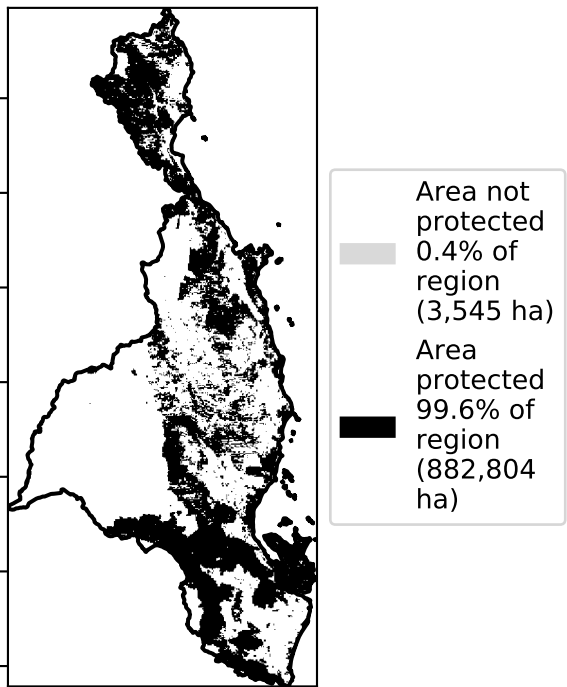 Area not
protected
0.4% of
region
(3,545 ha)
Area
protected
99.6% of
region
(882,804
ha)